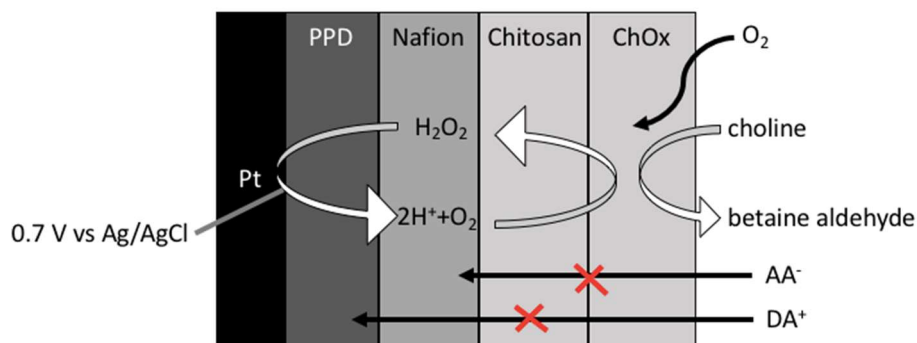 PPD Nafion Chitosan ChOx
O₂
H₂O₂
choline
Pt
2H⁺+O₂
betaine aldehyde
0.7 V vs Ag/AgCl
AA⁻
DA⁺